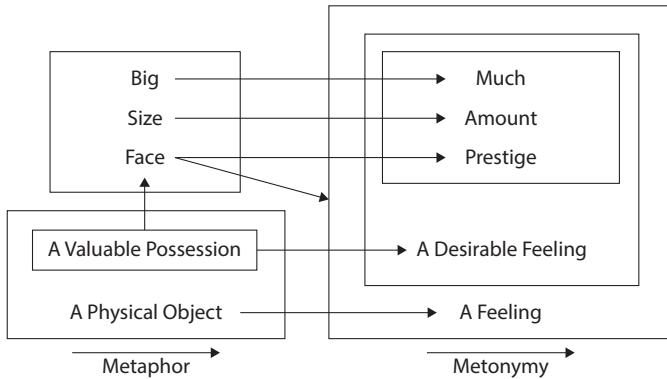 Big Much
Size Amount
Face Prestige
A Valuable Possession A Desirable Feeling
A Physical Object A Feeling
Metaphor Metonymy